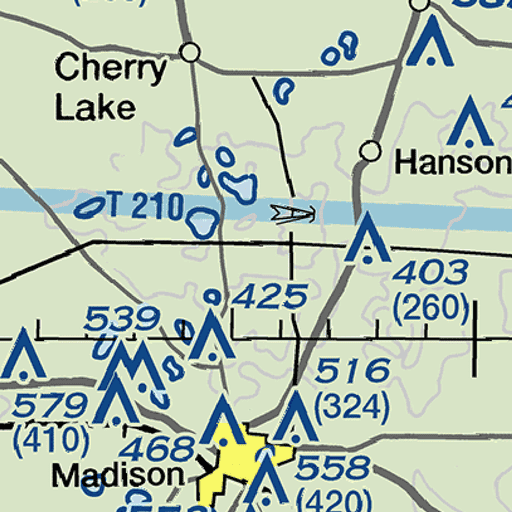 Cherry
Lake
Hanson
T 210
403
(260)
425
539
516
(324)
579
(410)
468
Madison
558
(420)